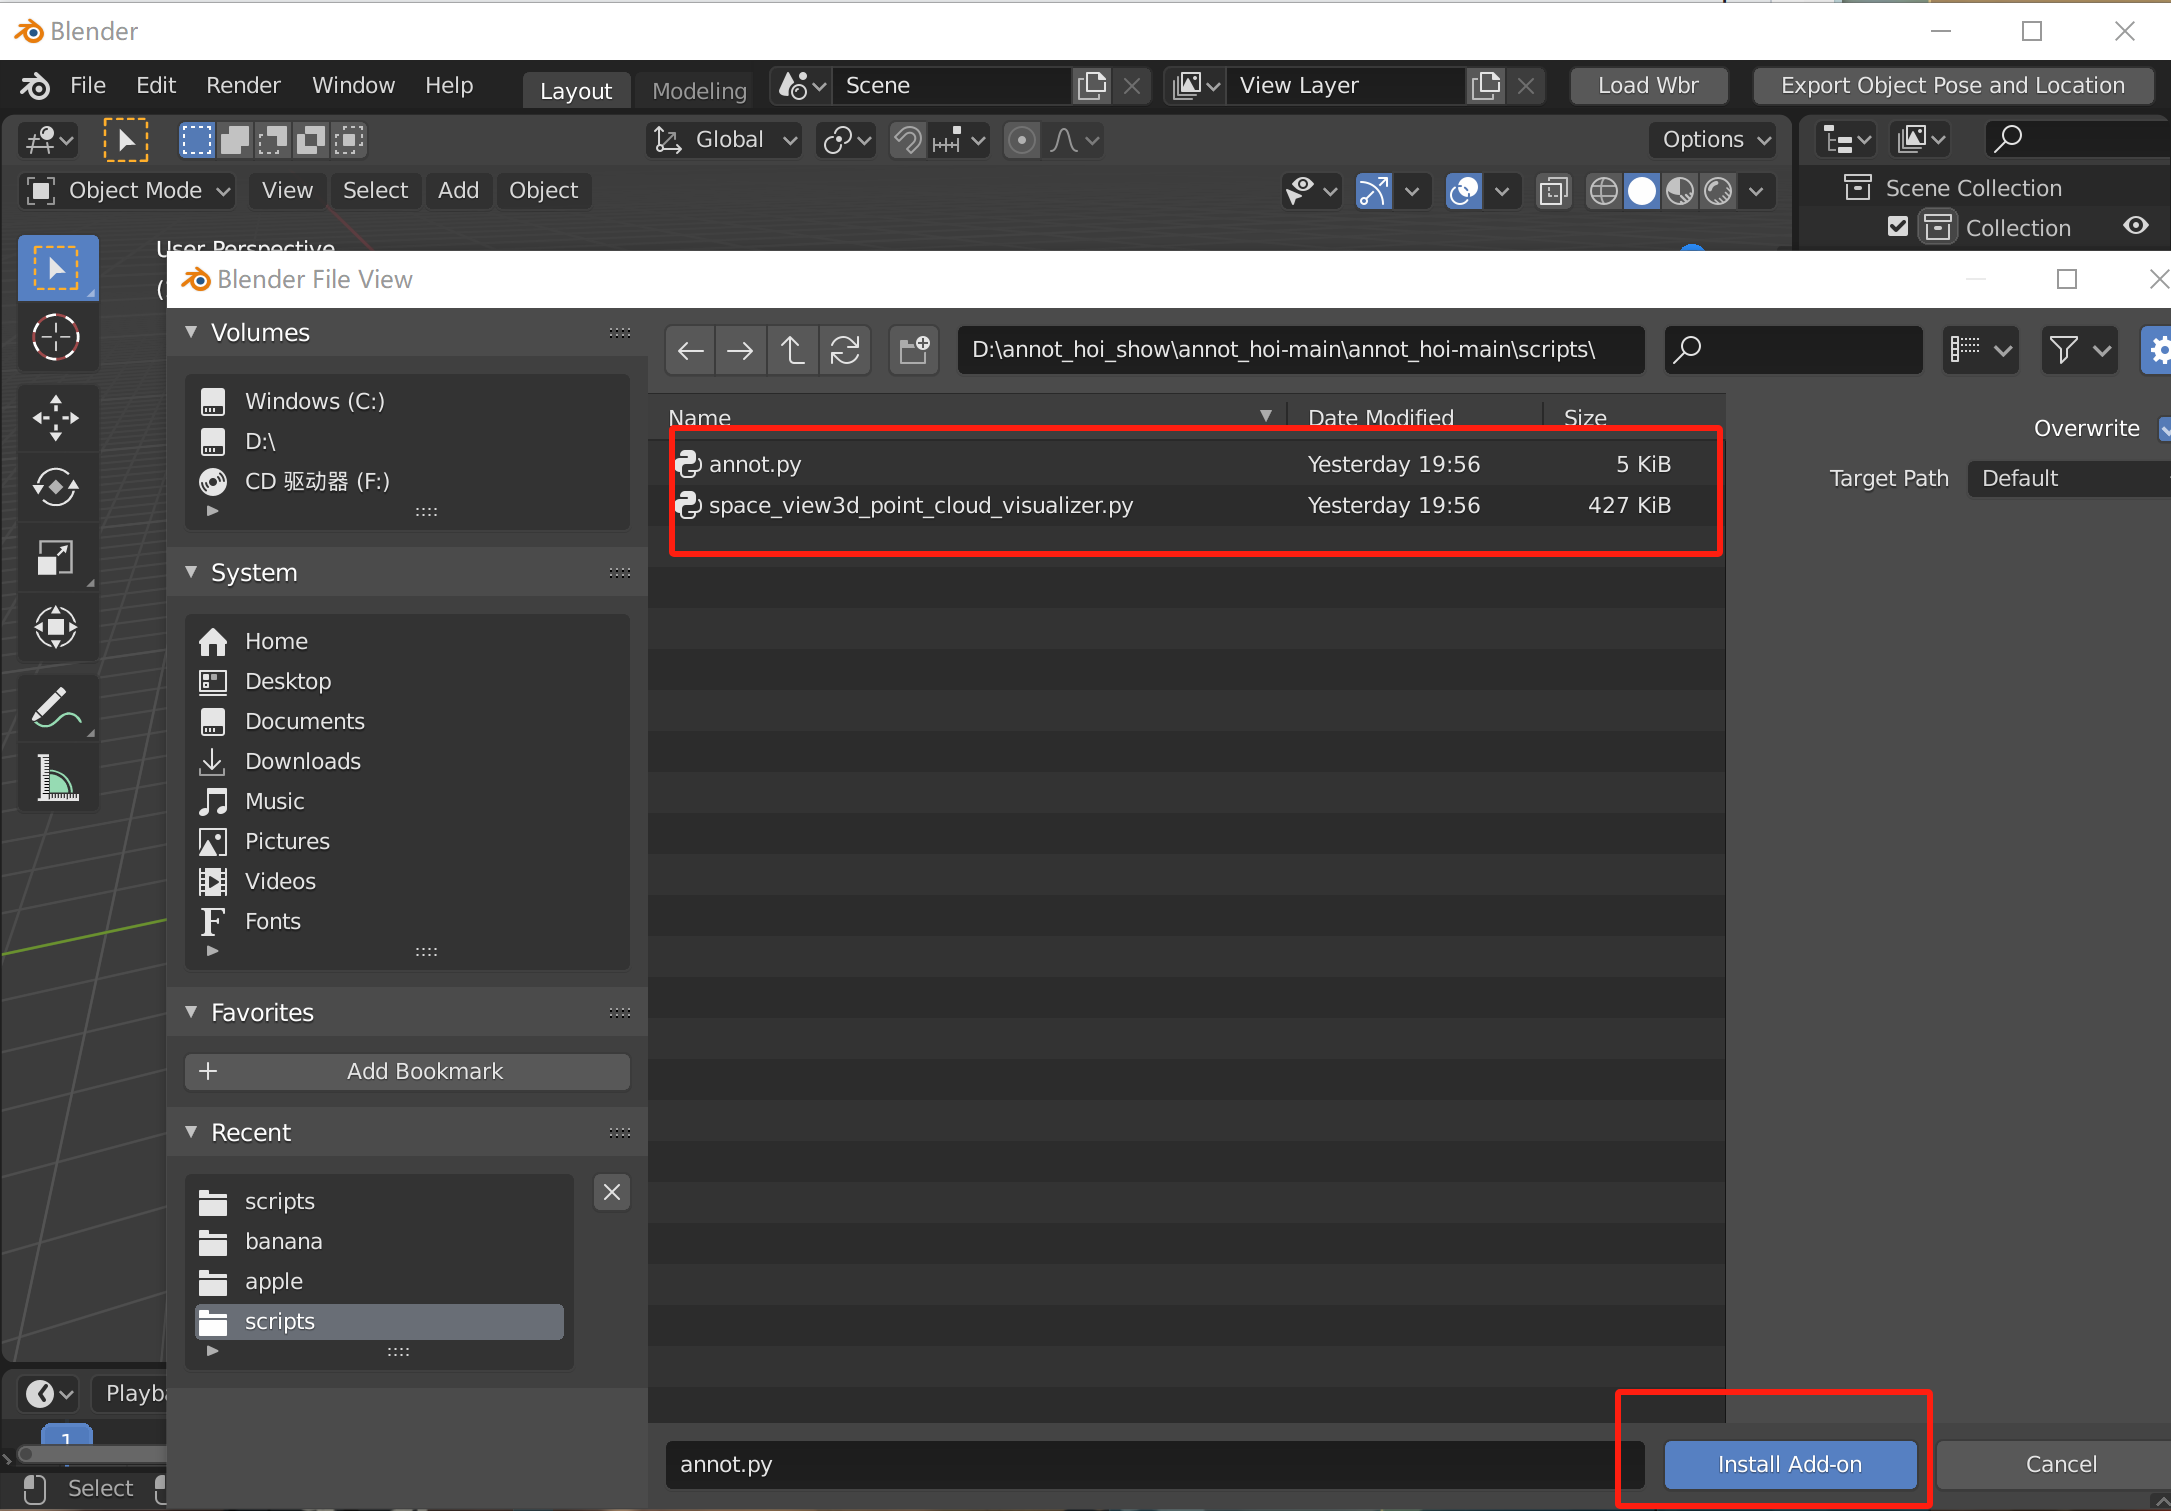 Blender
File Edit Render Window Help Layout Modeling Scene View Layer Load Wbr Export Object Pose and Location
Global Options
Object Mode View Select Add Object
Scene Collection
Collection
User Perspective
(
Blender File View
Volumes
D:\annot_hoi_show\annot_hoi-main\annot_hoi-main\scripts\
Windows (C:)
D:\
CD 驱动器 (F:)
Name Date Modified Size
annot.py Yesterday 19:56 5 KiB
space_view3d_point_cloud_visualizer.py Yesterday 19:56 427 KiB
Overwrite
Target Path Default
System
Home
Desktop
Documents
Downloads
Music
Pictures
Videos
Fonts
Favorites
Add Bookmark
Recent
scripts
banana
apple
scripts
Playba
1
Select
annot.py Install Add-on Cancel